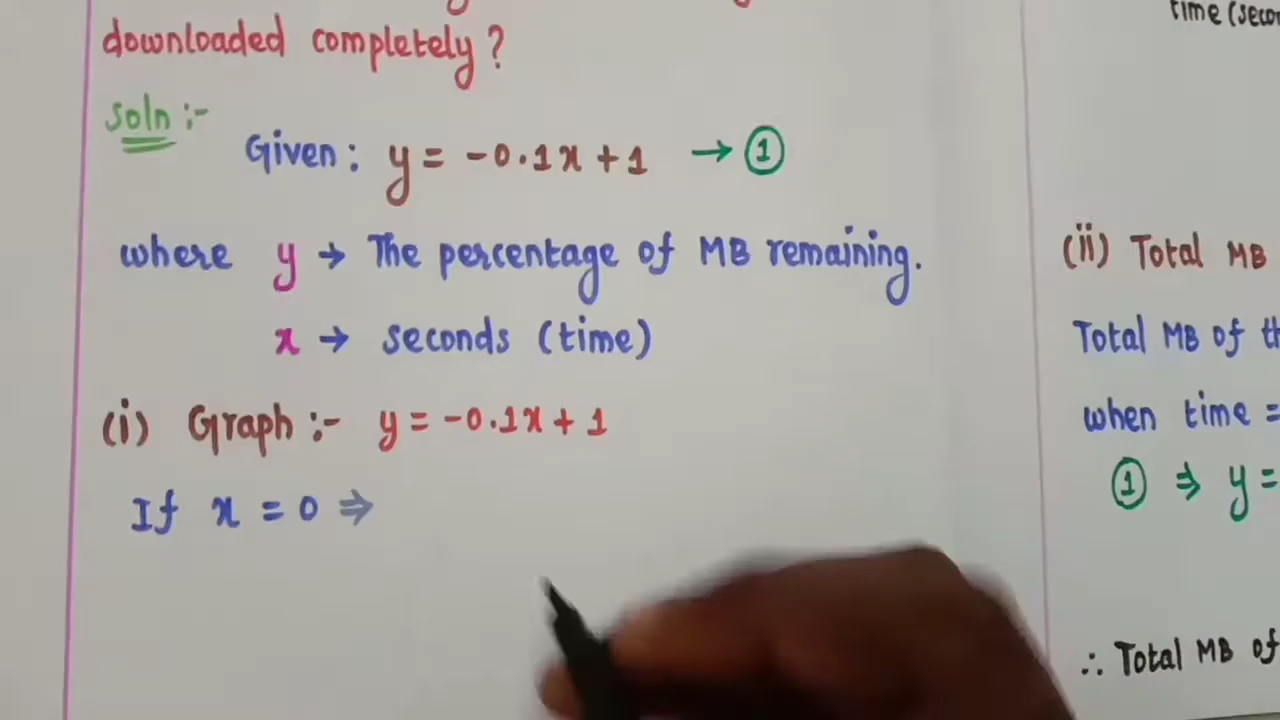 downloaded completely?
Soln :-
Given: y = -0.1x + 1 → ①
where y → The percentage of MB remaining.
x → seconds (time)
(i) Graph :- y = -0.1x + 1
If x = 0 ⇒
time (secon
(ii) Total MB
Total MB of th
when time =
① ⇒ y =
∴ Total MB of